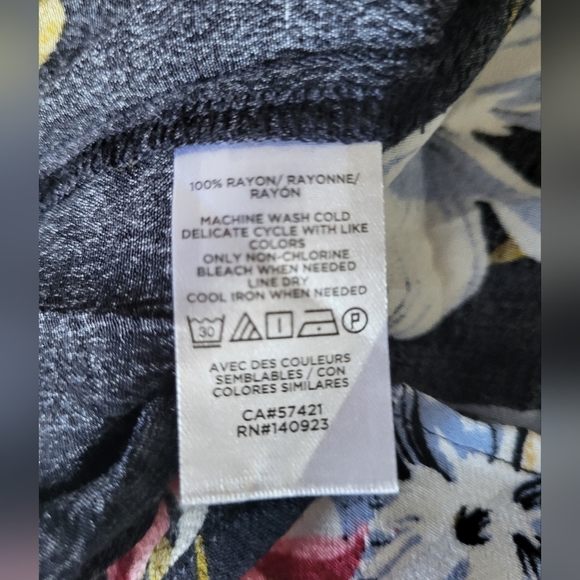 100% RAYON/ RAYONNE/
RAYÓN
MACHINE WASH COLD
DELICATE CYCLE WITH LIKE
COLORS
ONLY NON-CHLORINE
BLEACH WHEN NEEDED
LINE DRY
COOL IRON WHEN NEEDED
30 P
AVEC DES COULEURS
SEMBLABLES / CON
COLORES SIMILARES
CA#57421
RN#140923